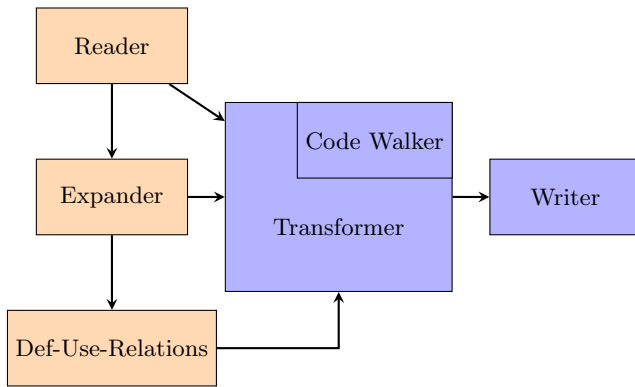 Reader
Code Walker
Expander
Writer
Transformer
Def-Use-Relations